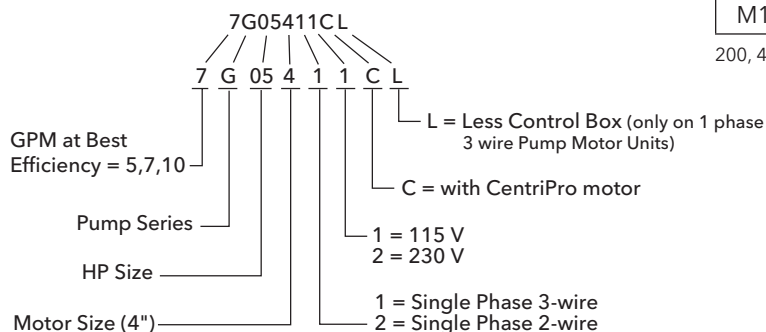 7G05411CL
M1
200, 4
7 G 05 4 1 1 C L
L = Less Control Box (only on 1 phase
3 wire Pump Motor Units)
GPM at Best
Efficiency = 5,7,10
C = with CentriPro motor
Pump Series
1 = 115 V
2 = 230 V
HP Size
1 = Single Phase 3-wire
2 = Single Phase 2-wire
Motor Size (4")